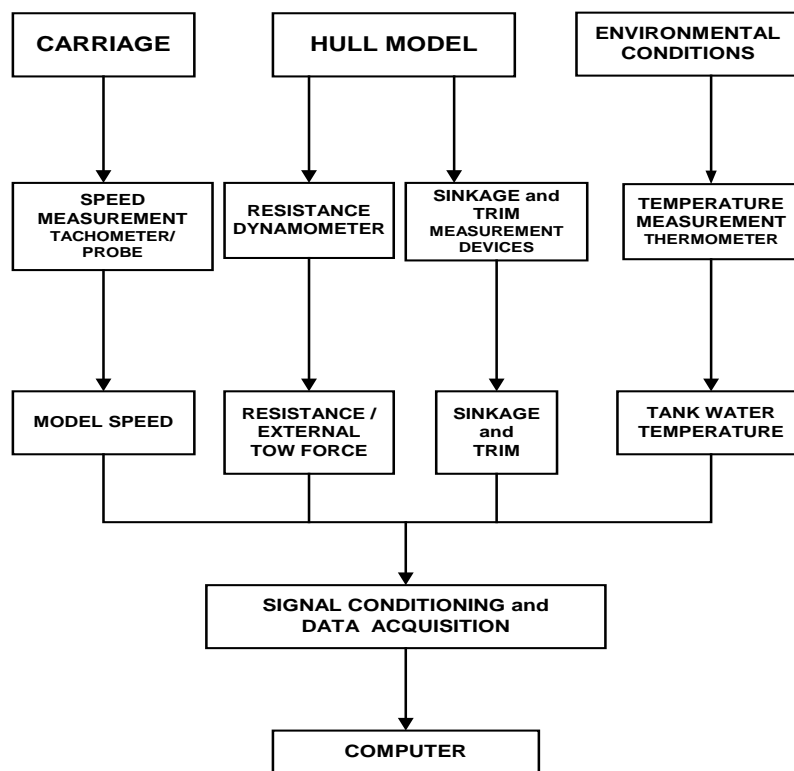 CARRIAGE
HULL MODEL
ENVIRONMENTAL
CONDITIONS
SPEED
MEASUREMENT
TACHOMETER/
PROBE
RESISTANCE
DYNAMOMETER
SINKAGE and
TRIM
MEASUREMENT
DEVICES
TEMPERATURE
MEASUREMENT
THERMOMETER
MODEL SPEED
RESISTANCE /
EXTERNAL
TOW FORCE
SINKAGE
and
TRIM
TANK WATER
TEMPERATURE
SIGNAL CONDITIONING and
DATA ACQUISITION
COMPUTER